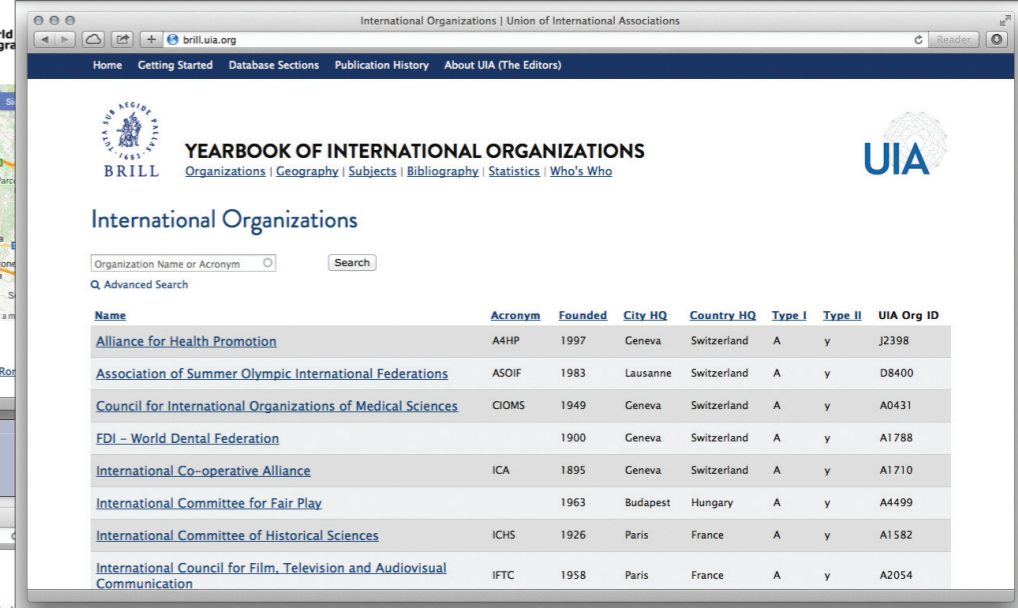 International Organizations | Union of International Associations
brill.uia.org
Reader
Home Getting Started Database Sections Publication History About UIA (The Editors)
TUTA SUB AEGIDE PALLAS
· 1683 ·
BRILL
YEARBOOK OF INTERNATIONAL ORGANIZATIONS
Organizations | Geography | Subjects | Bibliography | Statistics | Who's Who
UIA
International Organizations
Organization Name or Acronym Search
Advanced Search
Name Acronym Founded City HQ Country HQ Type I Type II UIA Org ID
Alliance for Health Promotion A4HP 1997 Geneva Switzerland A y J2398
Association of Summer Olympic International Federations ASOIF 1983 Lausanne Switzerland A y D8400
Council for International Organizations of Medical Sciences CIOMS 1949 Geneva Switzerland A y A0431
FDI – World Dental Federation 1900 Geneva Switzerland A y A1788
International Co-operative Alliance ICA 1895 Geneva Switzerland A y A1710
International Committee for Fair Play 1963 Budapest Hungary A y A4499
International Committee of Historical Sciences ICHS 1926 Paris France A y A1582
International Council for Film, Television and Audiovisual
Communication IFTC 1958 Paris France A y A2054